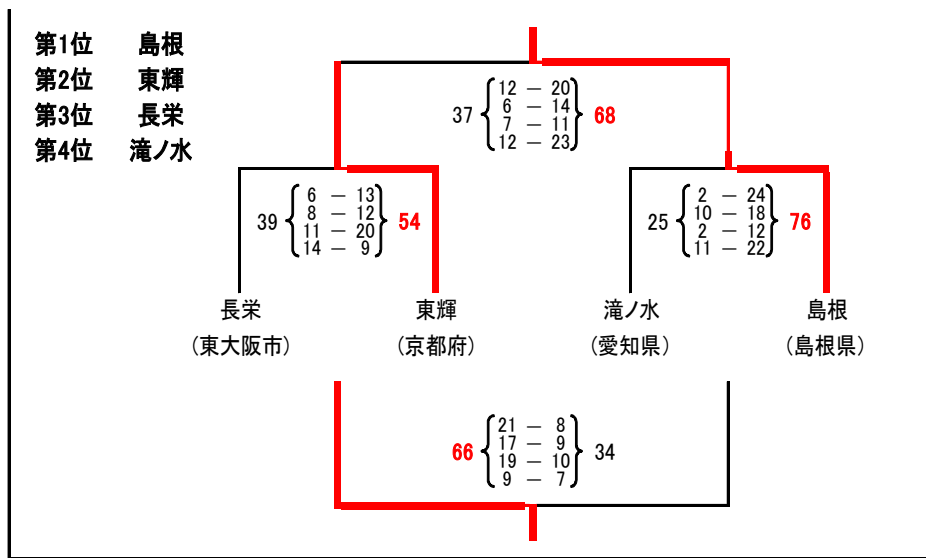 第1位 島根
第2位 東輝
第3位 長栄
第4位 滝ノ水
12 － 20
37 6 － 14 68
7 － 11
12 － 23
6 － 13
39 8 － 12 54
11 － 20
14 － 9
2 － 24
25 10 － 18 76
2 － 12
11 － 22
長栄 東輝 滝ノ水 島根
（東大阪市） （京都府） （愛知県） （島根県）
21 － 8
66 17 － 9 34
19 － 10
9 － 7